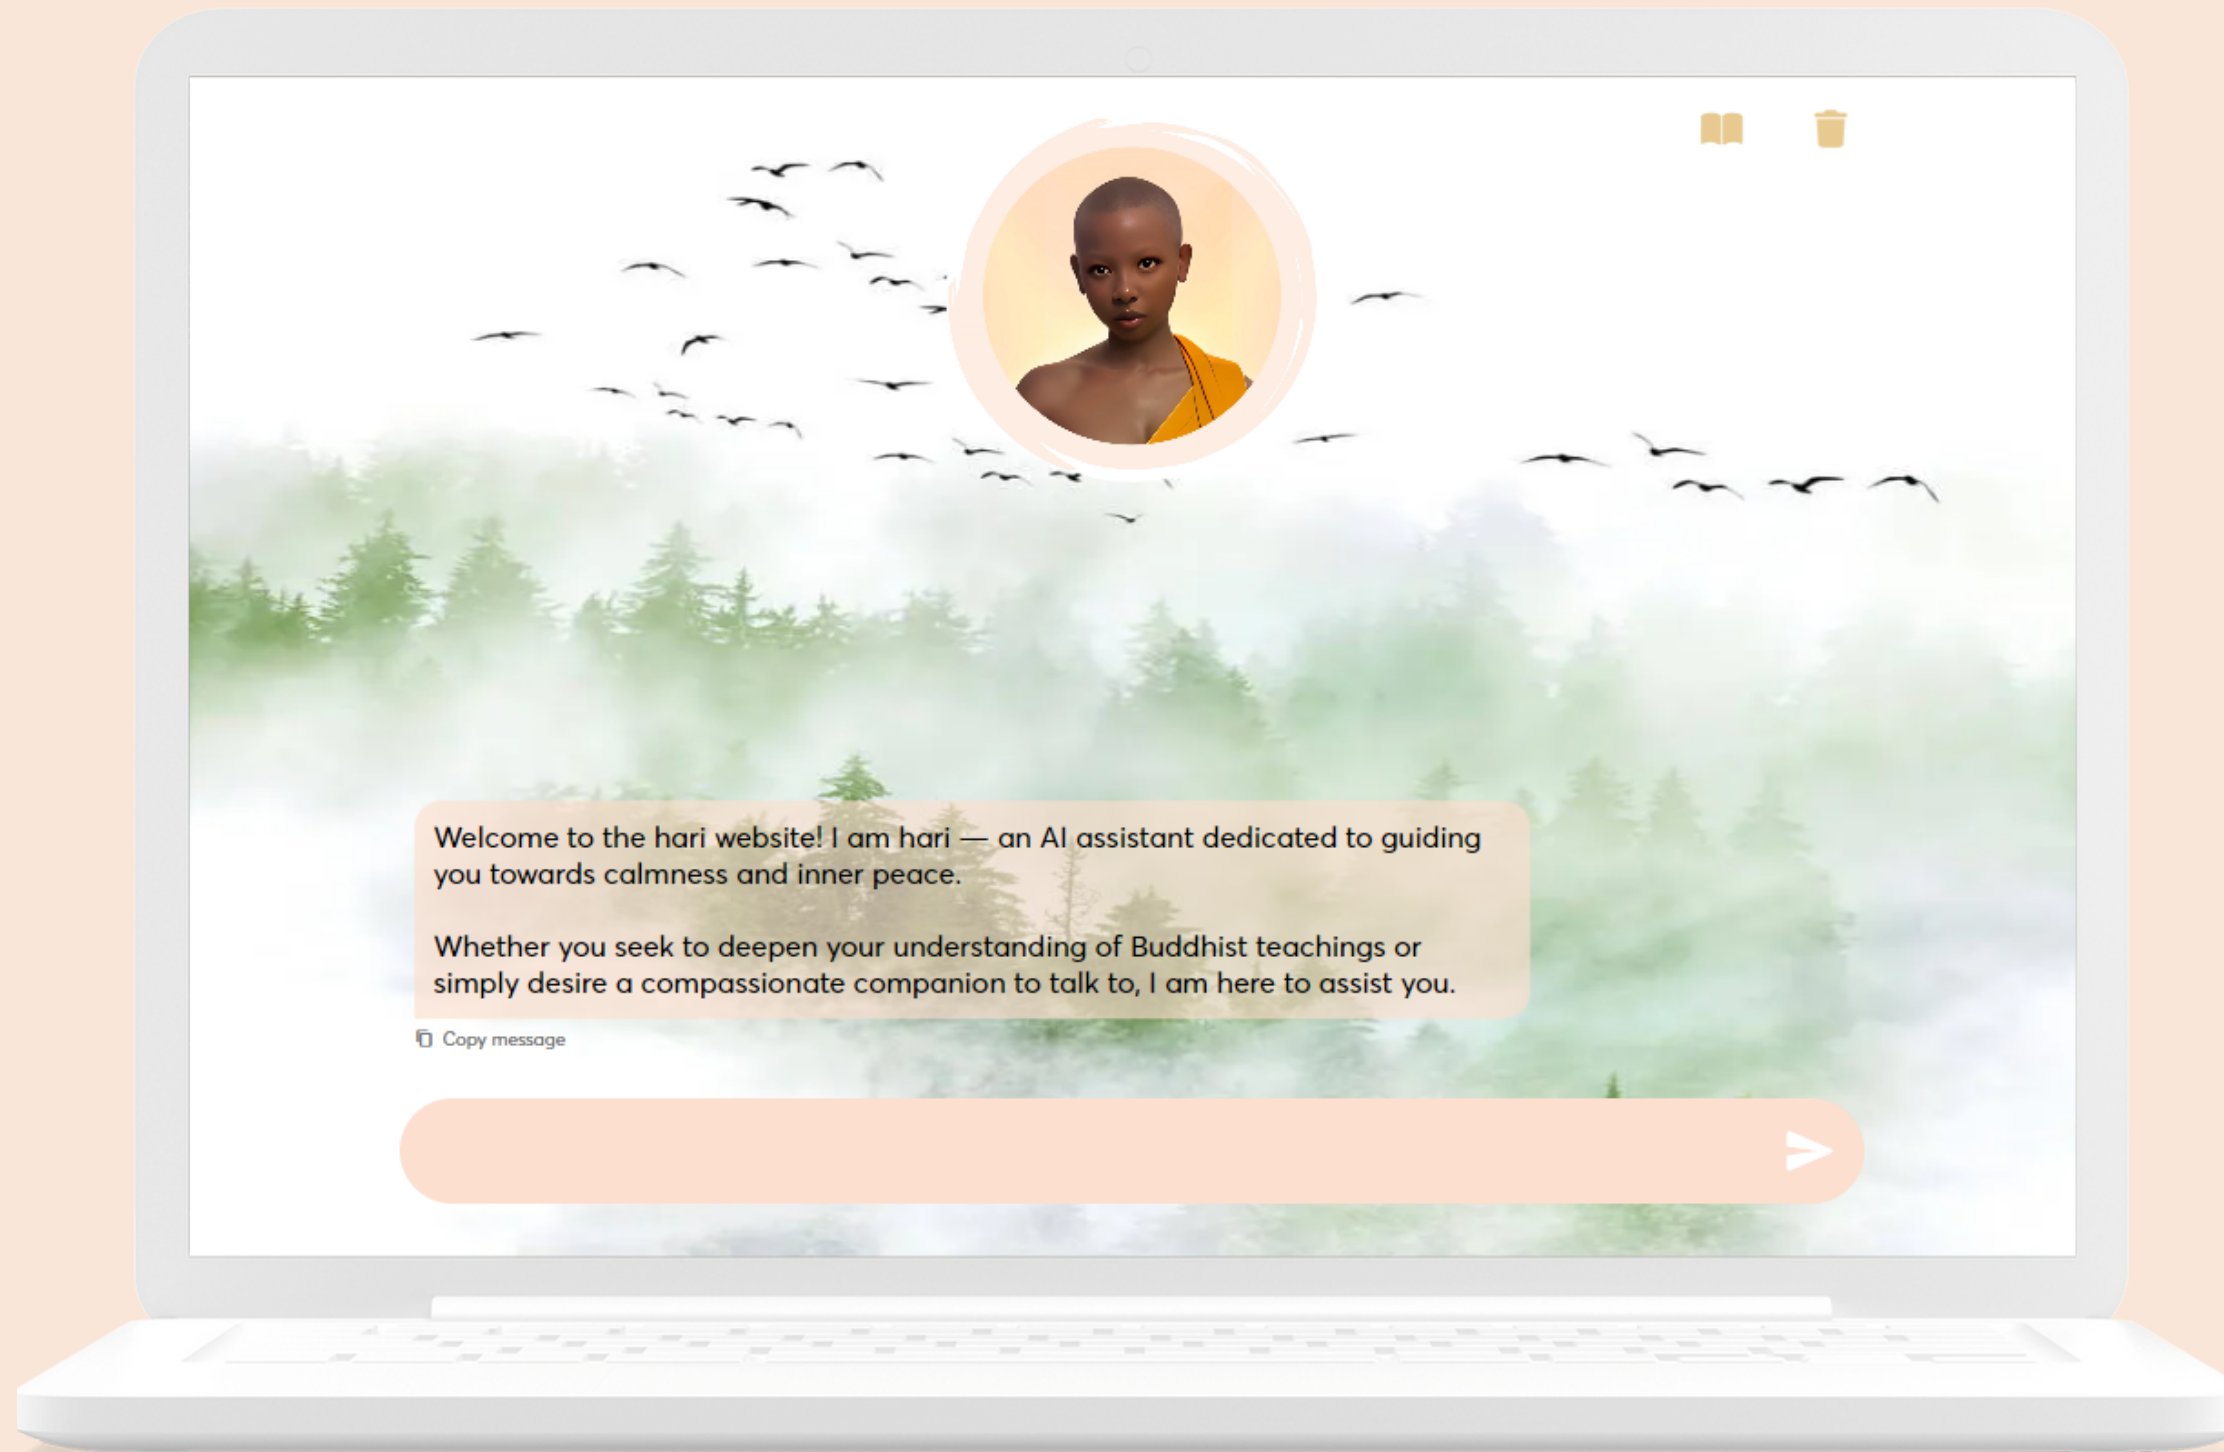 Welcome to the hari website! I am hari — an AI assistant dedicated to guiding
you towards calmness and inner peace.
Whether you seek to deepen your understanding of Buddhist teachings or
simply desire a compassionate companion to talk to, I am here to assist you.
Copy message